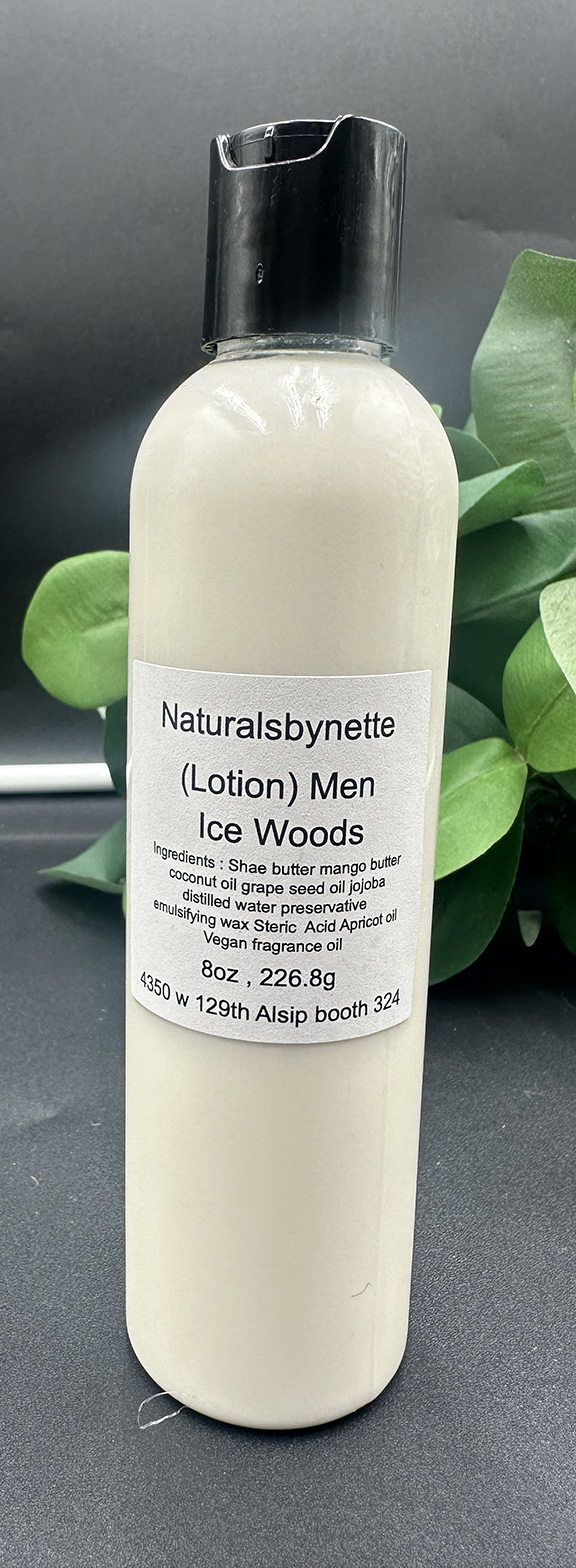 Naturalsbynette
(Lotion) Men
Ice Woods
Ingredients : Shae butter mango butter
coconut oil grape seed oil jojoba
distilled water preservative
emulsifying wax Steric Acid Apricot oil
Vegan fragrance oil
8oz , 226.8g
4350 w 129th Alsip booth 324